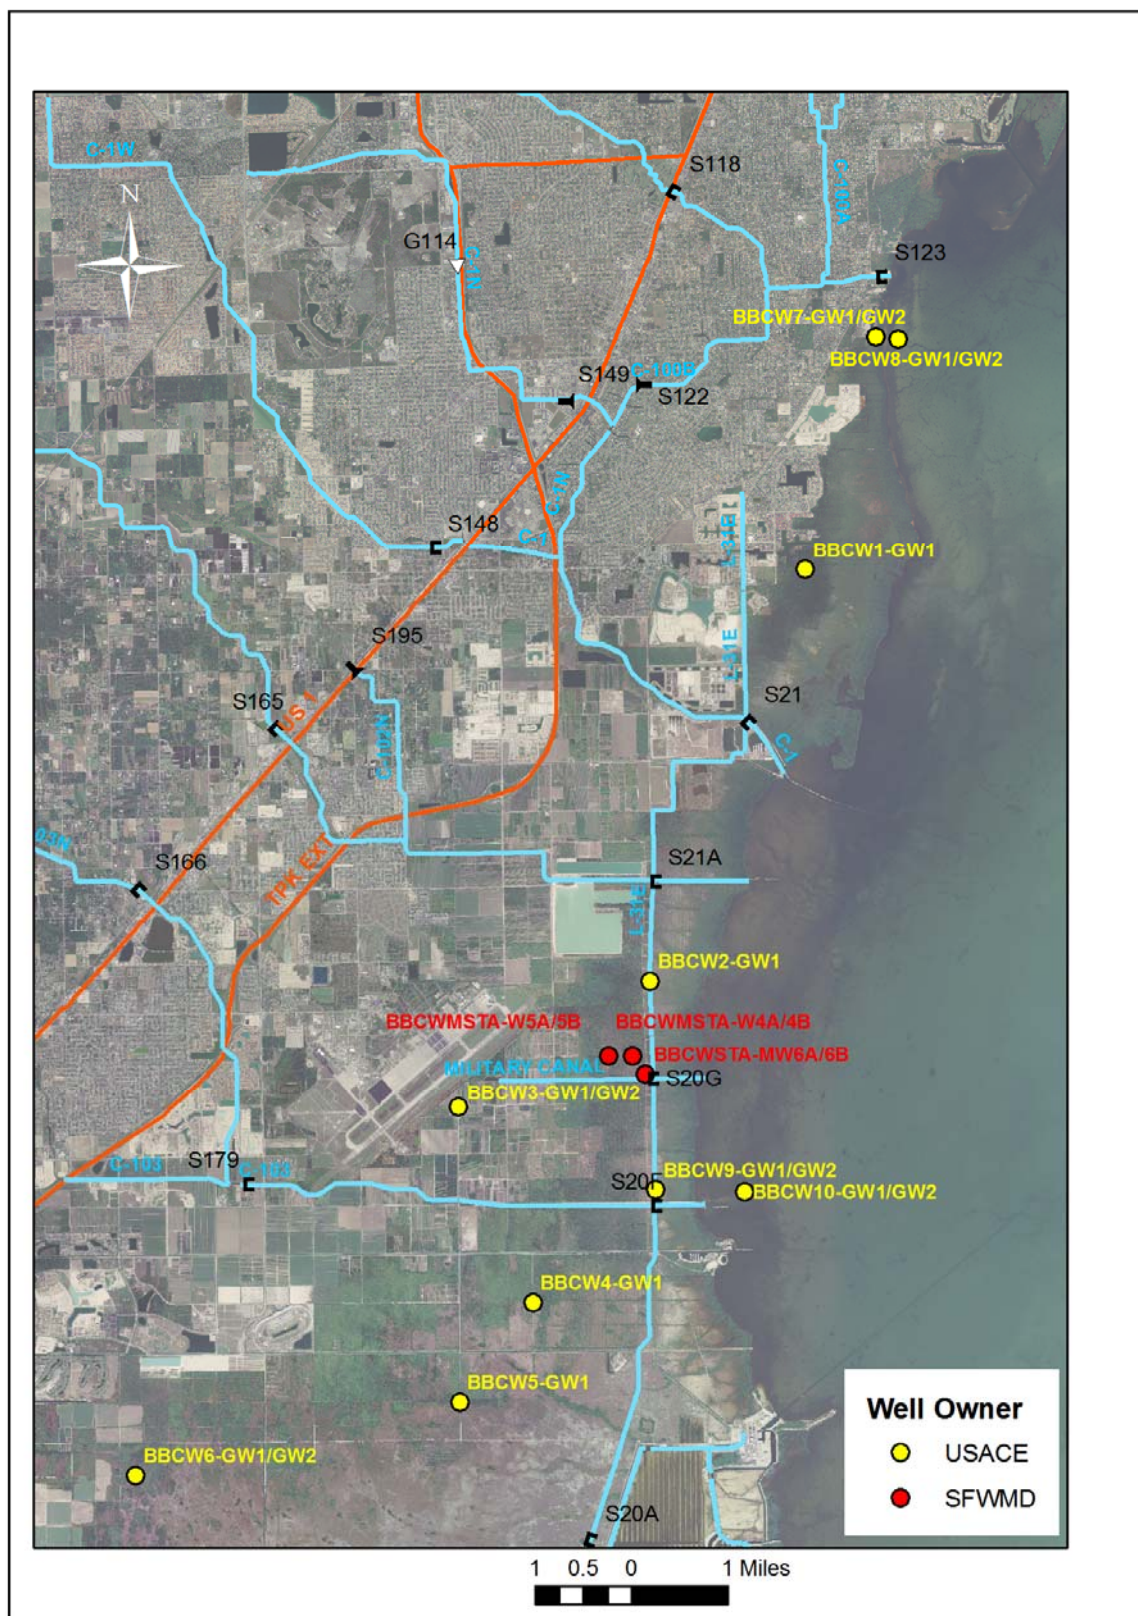 C-1W
N
S118
C-100A
G114
C-1N
S123
BBCW7-GW1/GW2
BBCW8-GW1/GW2
S149
C-100B
S122
C-1N
S148
C-1
L-31E
BBCW1-GW1
S195
L-31E
S165
US 1
S21
C-102N
C-1
03N
S166
TPK EXT
S21A
L-31E
BBCW2-GW1
BBCWMSTA-W5A/5B
BBCWMSTA-W4A/4B
BBCWSTA-MW6A/6B
MILITARY CANAL
S20G
BBCW3-GW1/GW2
S179
C-103
C-103
BBCW9-GW1/GW2
S20F
BBCW10-GW1/GW2
BBCW4-GW1
BBCW5-GW1
BBCW6-GW1/GW2
S20A
Well Owner
USACE
SFWMD
1 0.5 0 1 Miles